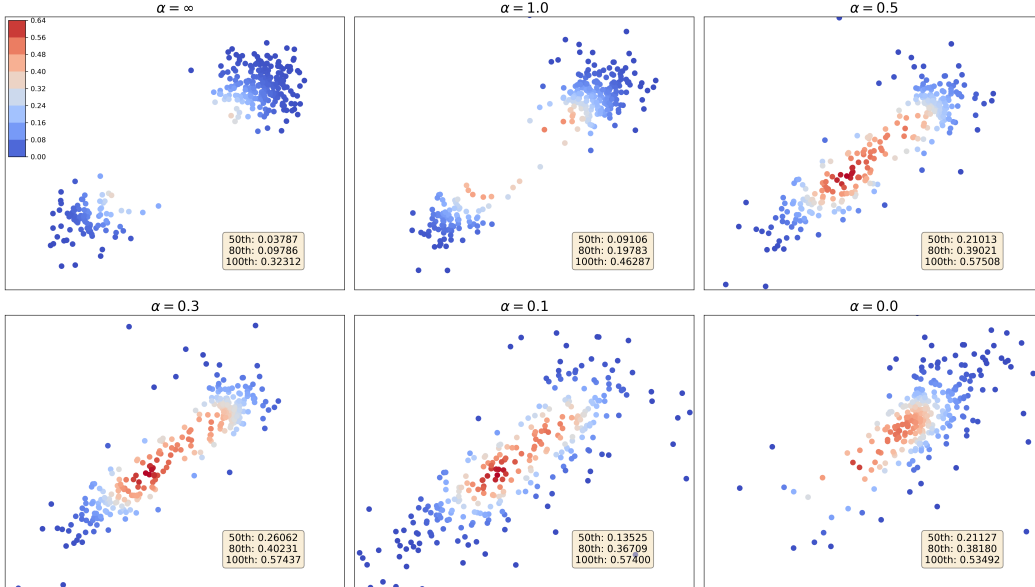 α = ∞
α = 1.0
α = 0.5
0.64
0.56
0.48
0.40
0.32
0.24
0.16
0.08
0.00
50th: 0.03787
80th: 0.09786
100th: 0.32312
50th: 0.09106
80th: 0.19783
100th: 0.46287
50th: 0.21013
80th: 0.39021
100th: 0.57508
α = 0.3
α = 0.1
α = 0.0
50th: 0.26062
80th: 0.40231
100th: 0.57437
50th: 0.13525
80th: 0.36709
100th: 0.57400
50th: 0.21127
80th: 0.38180
100th: 0.53492